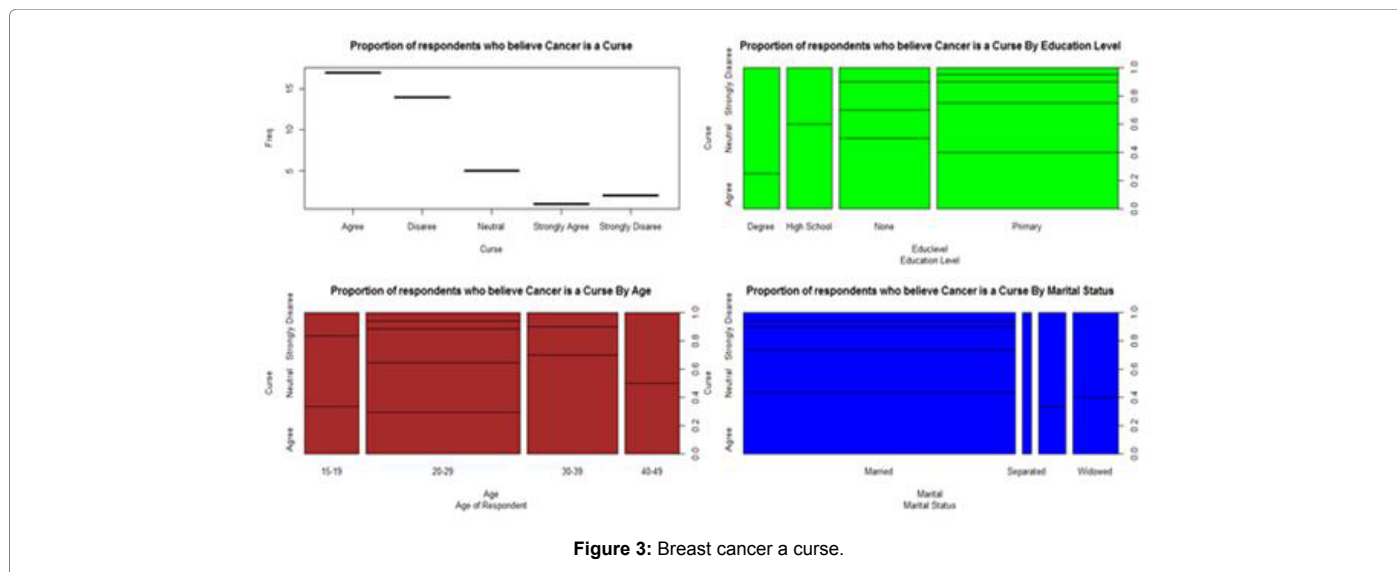 Proportion of respondents who believe Cancer is a Curse
Freq
15
10
5
Agree Disaree Neutral Strongly Agree Strongly Disaree
Curse
Proportion of respondents who believe Cancer is a Curse By Education Level
Curse
Agree Neutral Strongly Disaree
0.0 0.2 0.4 0.6 0.8 1.0
Degree High School None Primary
Educlevel
Education Level
Proportion of respondents who believe Cancer is a Curse By Age
Curse
Agree Neutral Strongly Disaree
0.0 0.2 0.4 0.6 0.8 1.0
15-19 20-29 30-39 40-49
Age
Age of Respondent
Proportion of respondents who believe Cancer is a Curse By Marital Status
Curse
Agree Neutral Strongly Disaree
0.0 0.2 0.4 0.6 0.8 1.0
Married Separated Widowed
Marital
Marital Status
Figure 3: Breast cancer a curse.